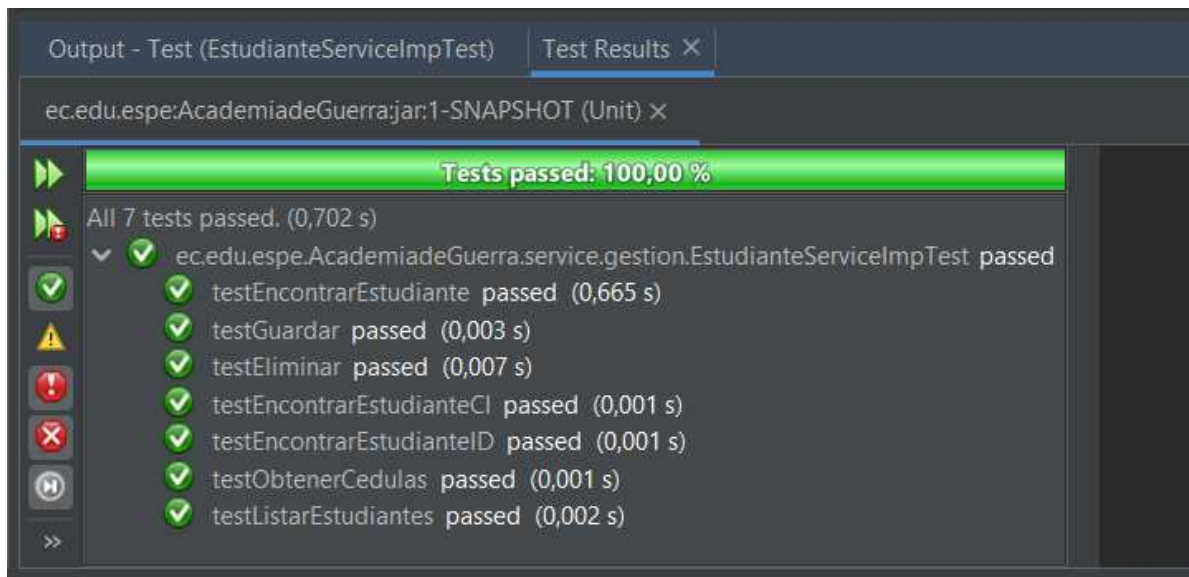 Output - Test (EstudianteServiceImpTest)
Test Results ×
ec.edu.espe:AcademiadeGuerra:jar:1-SNAPSHOT (Unit) ×
Tests passed: 100,00 %
All 7 tests passed. (0,702 s)
ec.edu.espe.AcademiadeGuerra.service.gestion.EstudianteServiceImpTest passed
testEncontrarEstudiante passed (0,665 s)
testGuardar passed (0,003 s)
testEliminar passed (0,007 s)
testEncontrarEstudianteCI passed (0,001 s)
testEncontrarEstudianteID passed (0,001 s)
testObtenerCedulas passed (0,001 s)
testListarEstudiantes passed (0,002 s)